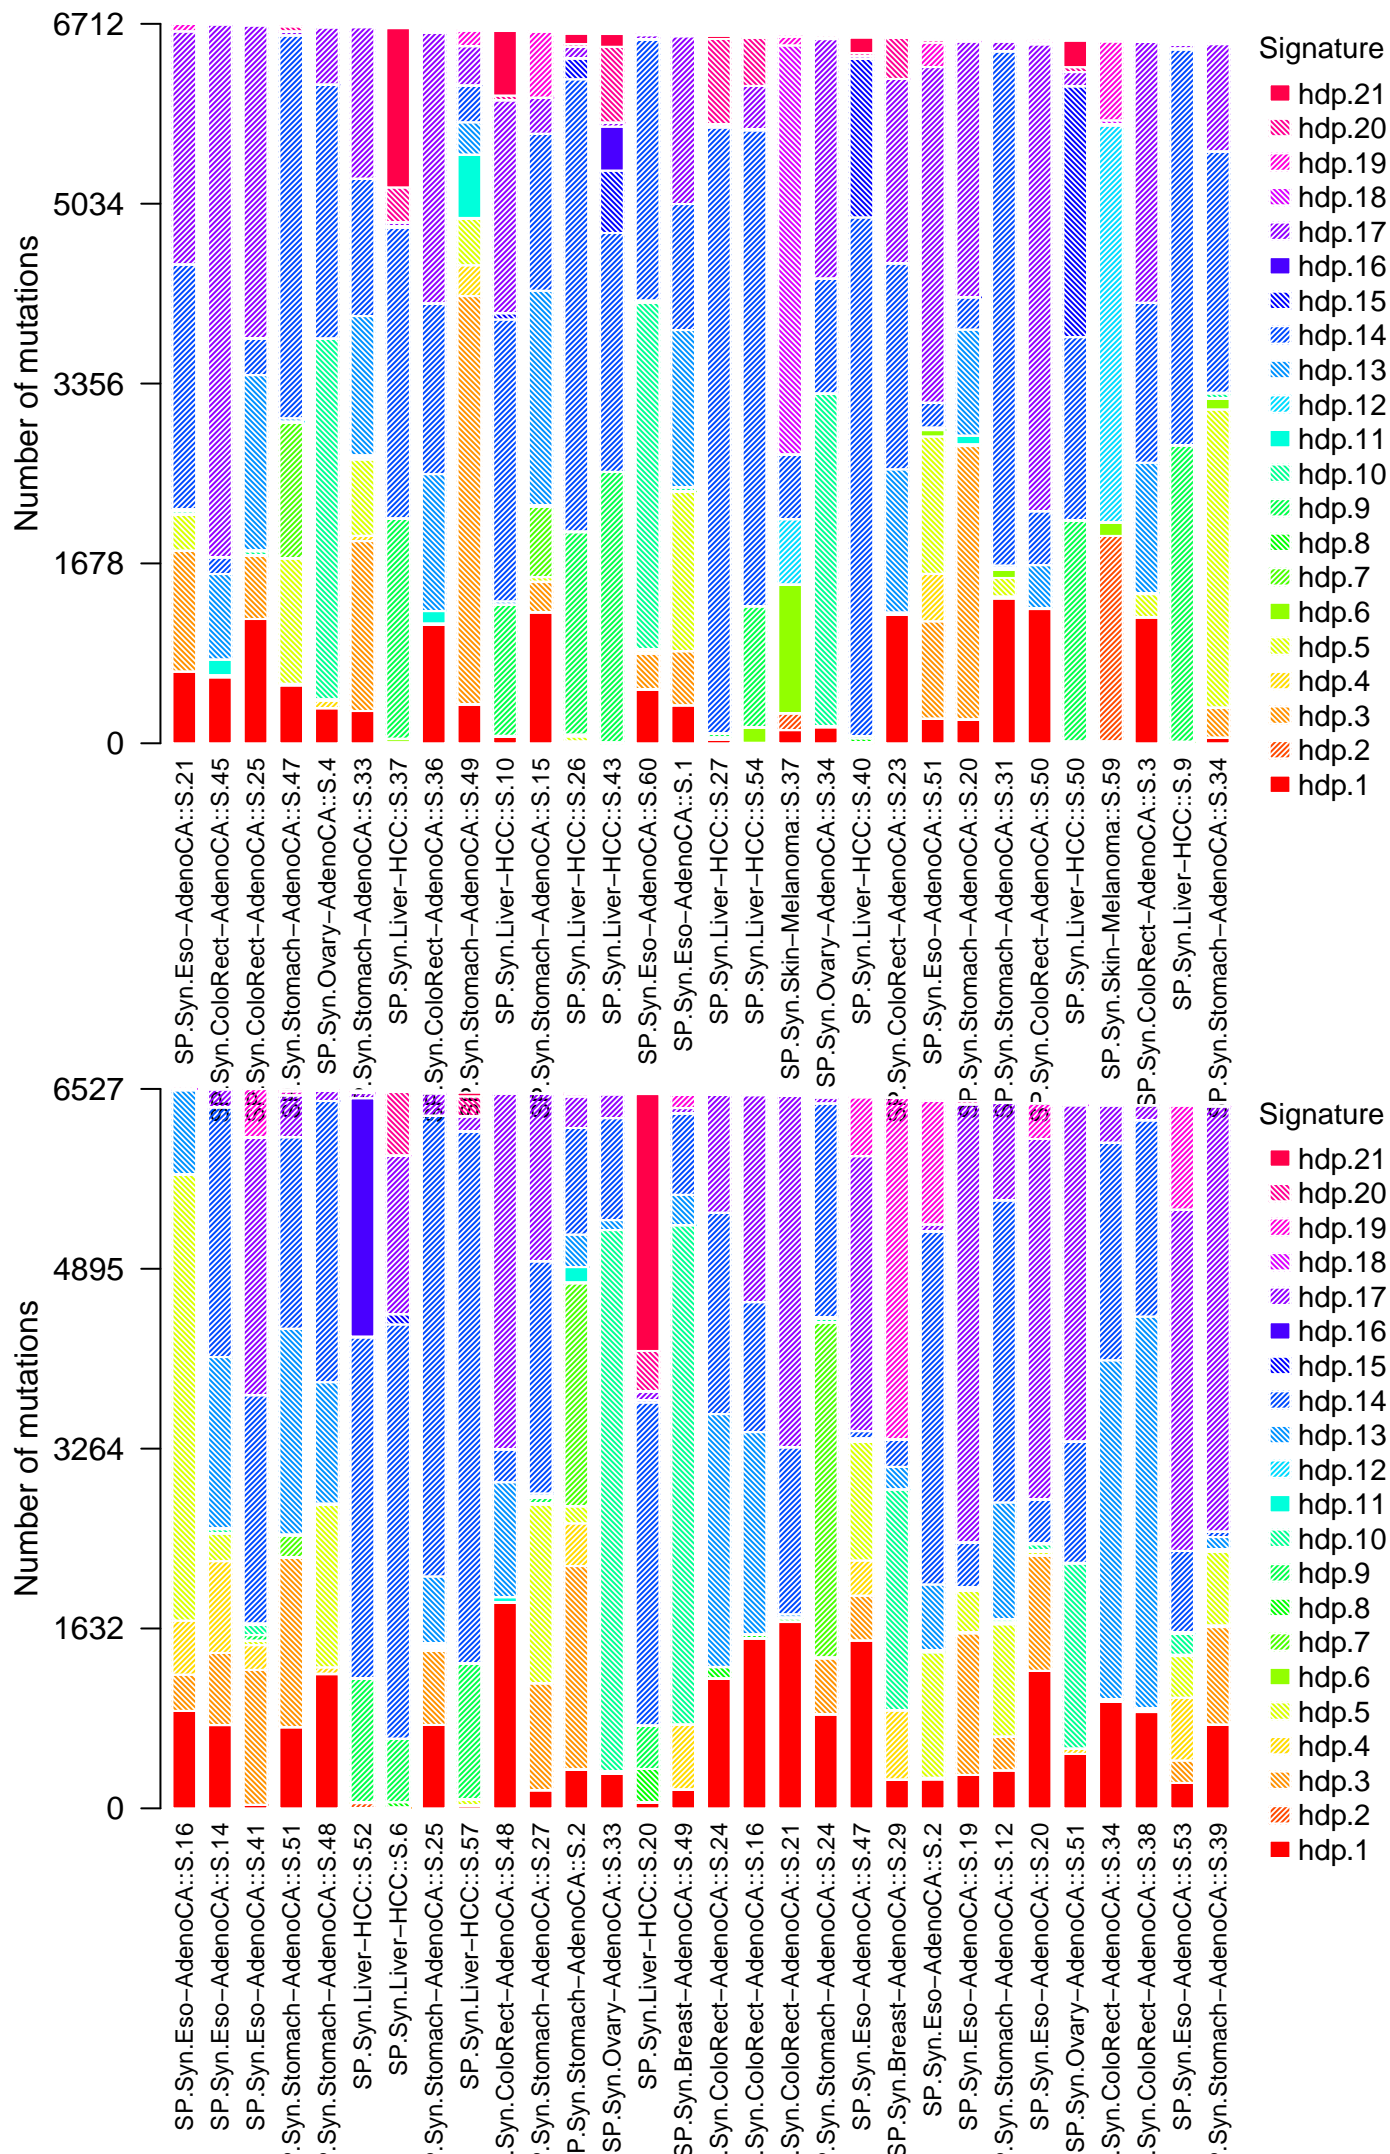 Number of mutations
6712
5034
3356
1678
0
SP.Syn.Eso−AdenoCA::S.21
SP.Syn.ColoRect−AdenoCA::S.45
SP.Syn.ColoRect−AdenoCA::S.25
SP.Syn.Stomach−AdenoCA::S.47
SP.Syn.Ovary−AdenoCA::S.4
SP.Syn.Stomach−AdenoCA::S.33
SP.Syn.Liver−HCC::S.37
SP.Syn.ColoRect−AdenoCA::S.36
SP.Syn.Stomach−AdenoCA::S.49
SP.Syn.Liver−HCC::S.10
SP.Syn.Stomach−AdenoCA::S.15
SP.Syn.Liver−HCC::S.26
SP.Syn.Liver−HCC::S.43
SP.Syn.Eso−AdenoCA::S.60
SP.Syn.Eso−AdenoCA::S.1
SP.Syn.Liver−HCC::S.27
SP.Syn.Liver−HCC::S.54
SP.Syn.Skin−Melanoma::S.37
SP.Syn.Ovary−AdenoCA::S.34
SP.Syn.Liver−HCC::S.40
SP.Syn.ColoRect−AdenoCA::S.23
SP.Syn.Eso−AdenoCA::S.51
SP.Syn.Stomach−AdenoCA::S.20
SP.Syn.Stomach−AdenoCA::S.31
SP.Syn.ColoRect−AdenoCA::S.50
SP.Syn.Liver−HCC::S.50
SP.Syn.Skin−Melanoma::S.59
SP.Syn.ColoRect−AdenoCA::S.3
SP.Syn.Liver−HCC::S.9
SP.Syn.Stomach−AdenoCA::S.34
Signature
hdp.21
hdp.20
hdp.19
hdp.18
hdp.17
hdp.16
hdp.15
hdp.14
hdp.13
hdp.12
hdp.11
hdp.10
hdp.9
hdp.8
hdp.7
hdp.6
hdp.5
hdp.4
hdp.3
hdp.2
hdp.1
Number of mutations
6527
4895
3264
1632
0
SP.Syn.Eso−AdenoCA::S.16
SP.Syn.Eso−AdenoCA::S.14
SP.Syn.Eso−AdenoCA::S.41
P.Syn.Stomach−AdenoCA::S.51
.Syn.Stomach−AdenoCA::S.48
SP.Syn.Liver−HCC::S.52
SP.Syn.Liver−HCC::S.6
P.Syn.Stomach−AdenoCA::S.25
SP.Syn.Liver−HCC::S.57
.Syn.ColoRect−AdenoCA::S.48
P.Syn.Stomach−AdenoCA::S.27
P.Syn.Stomach−AdenoCA::S.2
SP.Syn.Ovary−AdenoCA::S.33
SP.Syn.Liver−HCC::S.20
SP.Syn.Breast−AdenoCA::S.49
.Syn.ColoRect−AdenoCA::S.24
.Syn.ColoRect−AdenoCA::S.16
.Syn.ColoRect−AdenoCA::S.21
P.Syn.Stomach−AdenoCA::S.24
SP.Syn.Eso−AdenoCA::S.47
SP.Syn.Breast−AdenoCA::S.29
SP.Syn.Eso−AdenoCA::S.2
SP.Syn.Eso−AdenoCA::S.19
P.Syn.Stomach−AdenoCA::S.12
SP.Syn.Eso−AdenoCA::S.20
SP.Syn.Ovary−AdenoCA::S.51
.Syn.ColoRect−AdenoCA::S.34
.Syn.ColoRect−AdenoCA::S.38
SP.Syn.Eso−AdenoCA::S.53
P.Syn.Stomach−AdenoCA::S.39
Signature
hdp.21
hdp.20
hdp.19
hdp.18
hdp.17
hdp.16
hdp.15
hdp.14
hdp.13
hdp.12
hdp.11
hdp.10
hdp.9
hdp.8
hdp.7
hdp.6
hdp.5
hdp.4
hdp.3
hdp.2
hdp.1